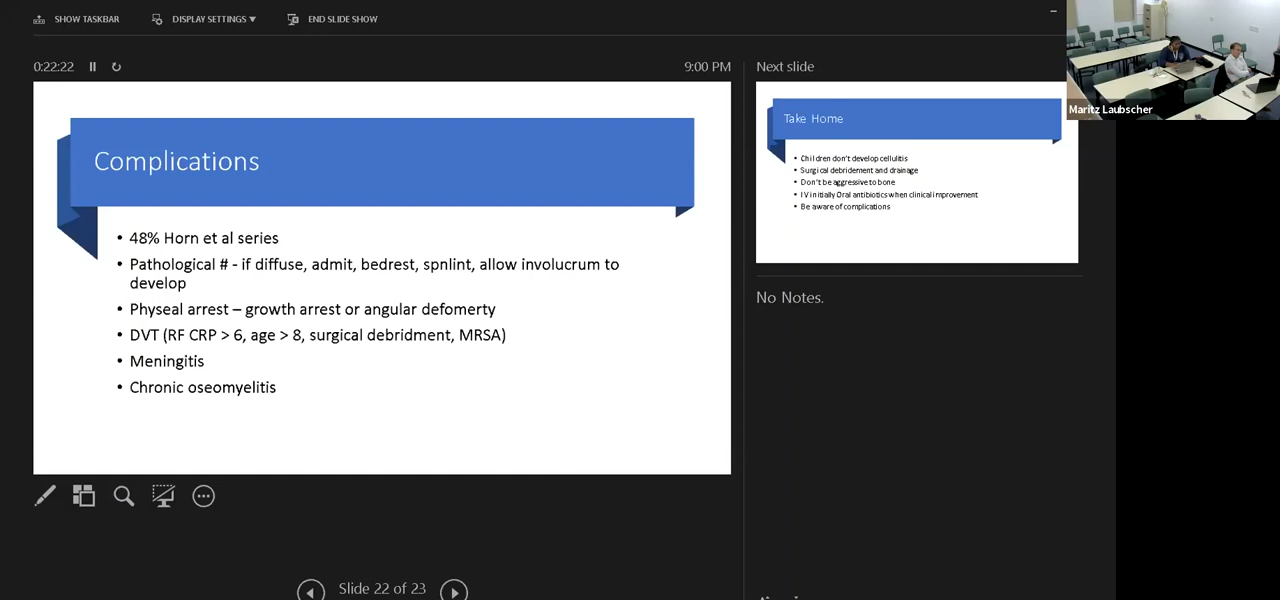 SHOW TASKBAR
DISPLAY SETTINGS ▾
END SLIDE SHOW
0:22:22
9:00 PM
Next slide
Maritz Laubscher
Complications
• 48% Horn et al series
• Pathological # - if diffuse, admit, bedrest, spnlint, allow involucrum to
develop
• Physeal arrest – growth arrest or angular defomerty
• DVT (RF CRP > 6, age > 8, surgical debridment, MRSA)
• Meningitis
• Chronic oseomyelitis
Take Home
• Children don't develop cellulitis
• Surgical debridement and drainage
• Don't be aggressive to bone
• IV initially Oral antibiotics when clinical improvement
• Be aware of complications
No Notes.
Slide 22 of 23